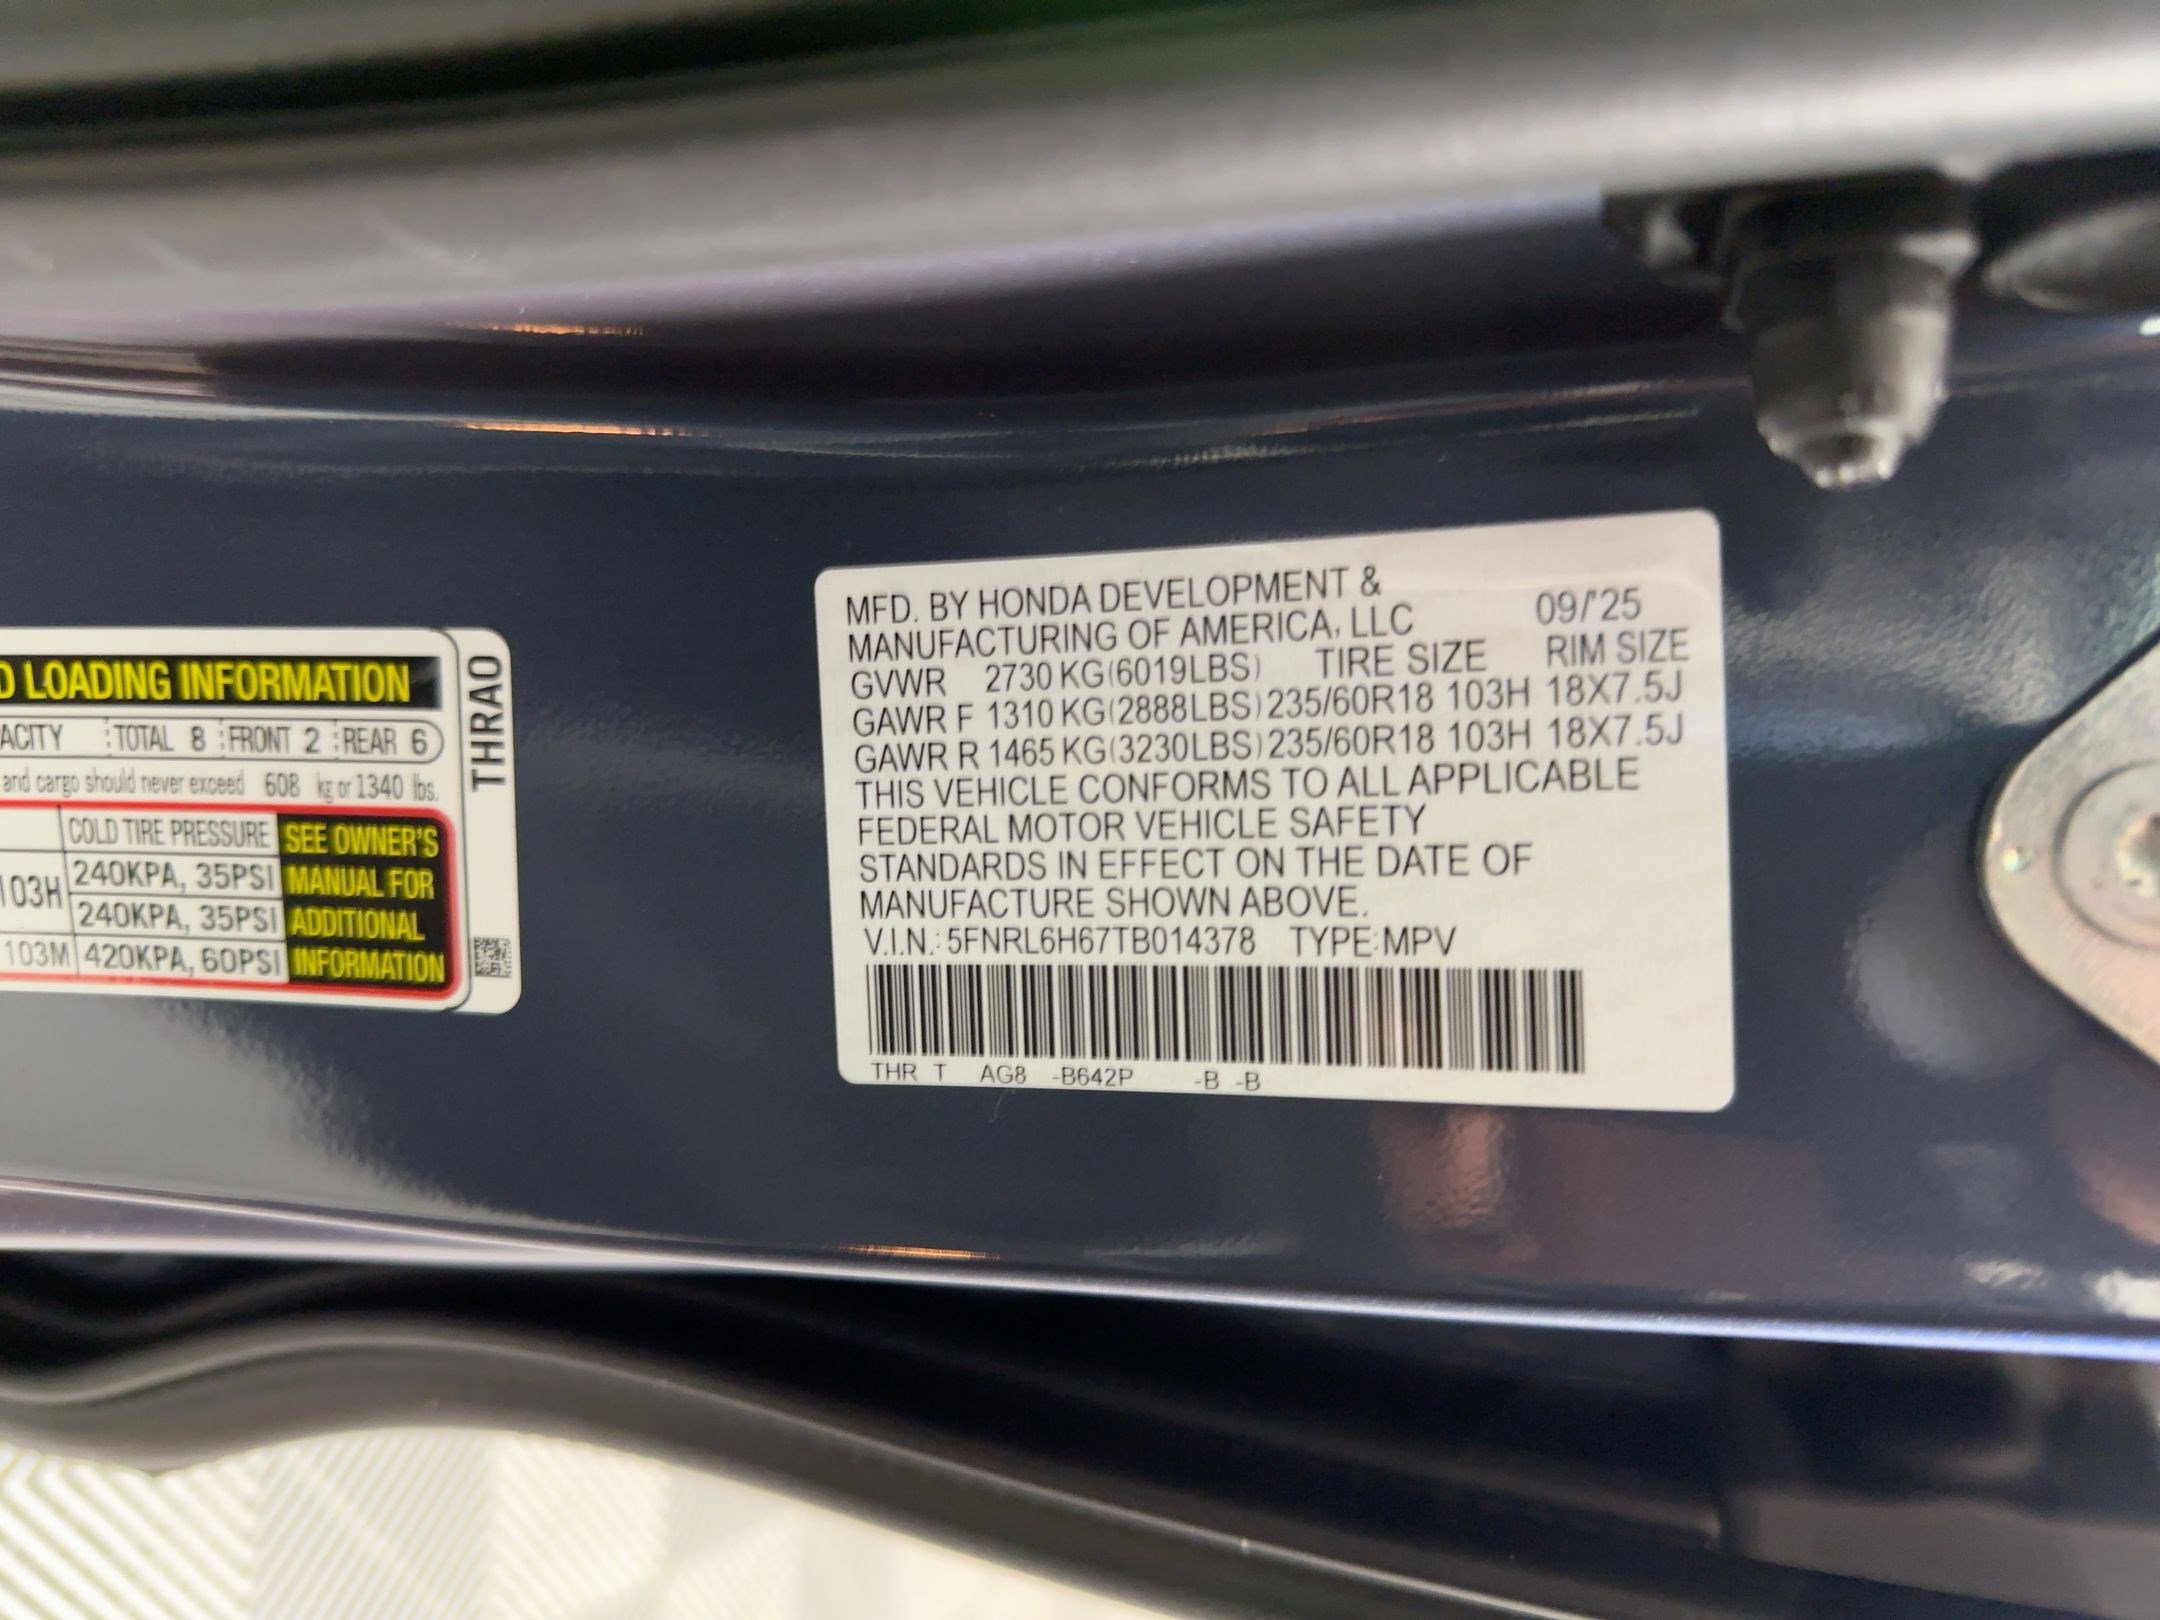 D LOADING INFORMATION
ACITY TOTAL 8 FRONT 2 REAR 6
and cargo should never exceed 608 kg or 1340 lbs.
COLD TIRE PRESSURE
103H 240KPA, 35PSI
240KPA, 35PSI
103M 420KPA, 60PSI
SEE OWNER'S
MANUAL FOR
ADDITIONAL
INFORMATION
THRA0
MFD. BY HONDA DEVELOPMENT &
MANUFACTURING OF AMERICA, LLC 09/'25
GVWR 2730 KG(6019LBS) TIRE SIZE RIM SIZE
GAWR F 1310 KG(2888LBS) 235/60R18 103H 18X7.5J
GAWR R 1465 KG(3230LBS) 235/60R18 103H 18X7.5J
THIS VEHICLE CONFORMS TO ALL APPLICABLE
FEDERAL MOTOR VEHICLE SAFETY
STANDARDS IN EFFECT ON THE DATE OF
MANUFACTURE SHOWN ABOVE.
V.I.N.: 5FNRL6H67TB014378 TYPE:MPV
THR T AG8 -B642P -B -B